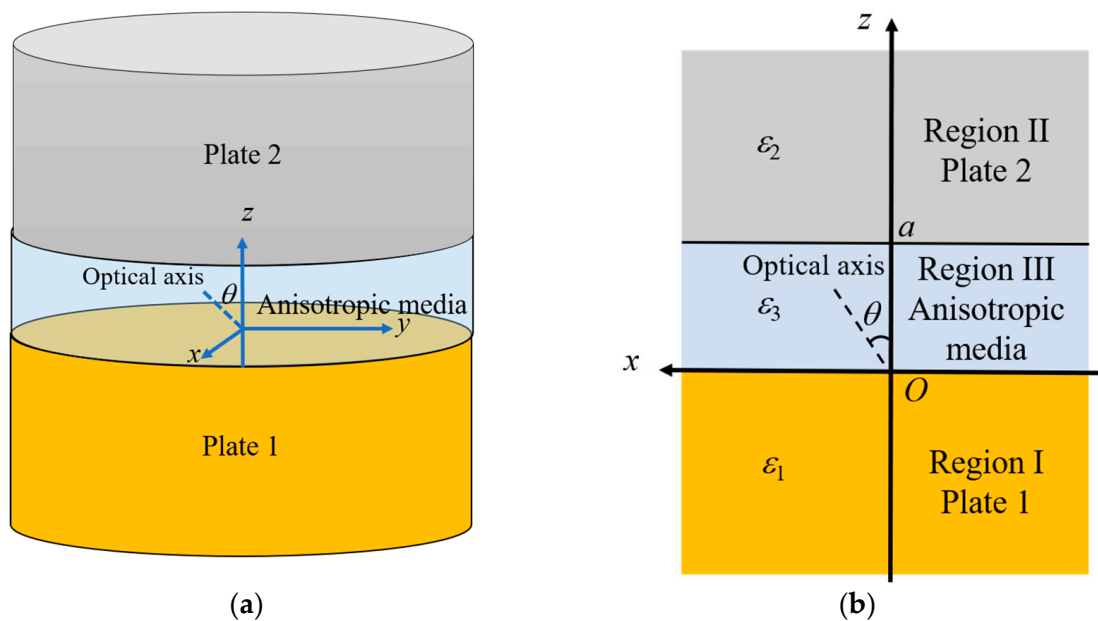 Plate 2
z
Optical axis
θ
Anisotropic media
y
x
Plate 1
(a)
z
ε2
Region II
Plate 2
a
Optical axis
Region III
ε3
θ
Anisotropic
media
x
O
ε1
Region I
Plate 1
(b)